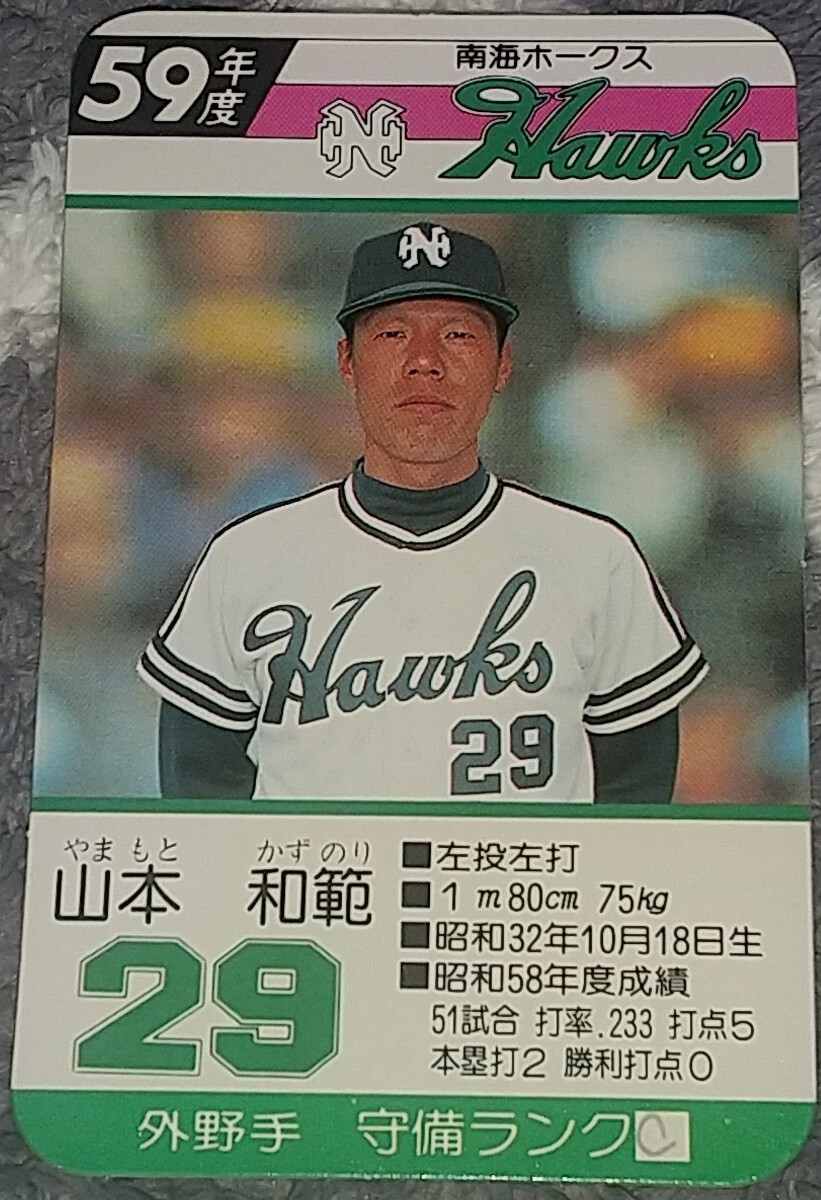 59年度
南海ホークス
NH
Hawks
NH
Hawks
29
やまもと かずのり
山本 和範
29
■左投左打
■1m80cm 75kg
■昭和32年10月18日生
■昭和58年度成績
51試合 打率.233 打点5
本塁打2 勝利打点0
外野手 守備ランクC